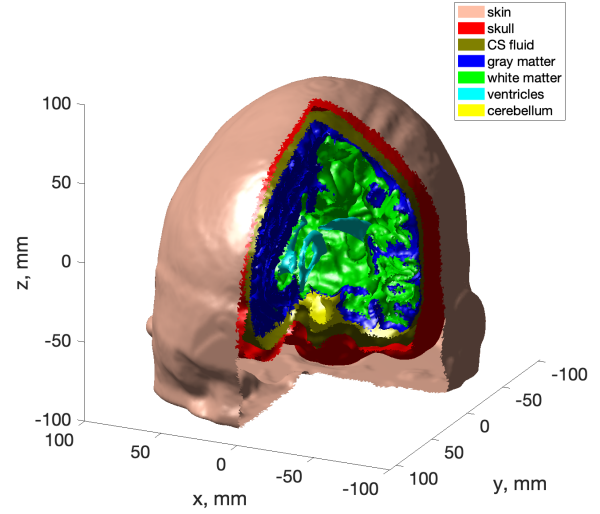 skin
skull
CS fluid
gray matter
white matter
ventricles
cerebellum
100
50
0
-50
-100
z, mm
100
50
0
-50
-100
x, mm
-100
-50
0
50
100
y, mm